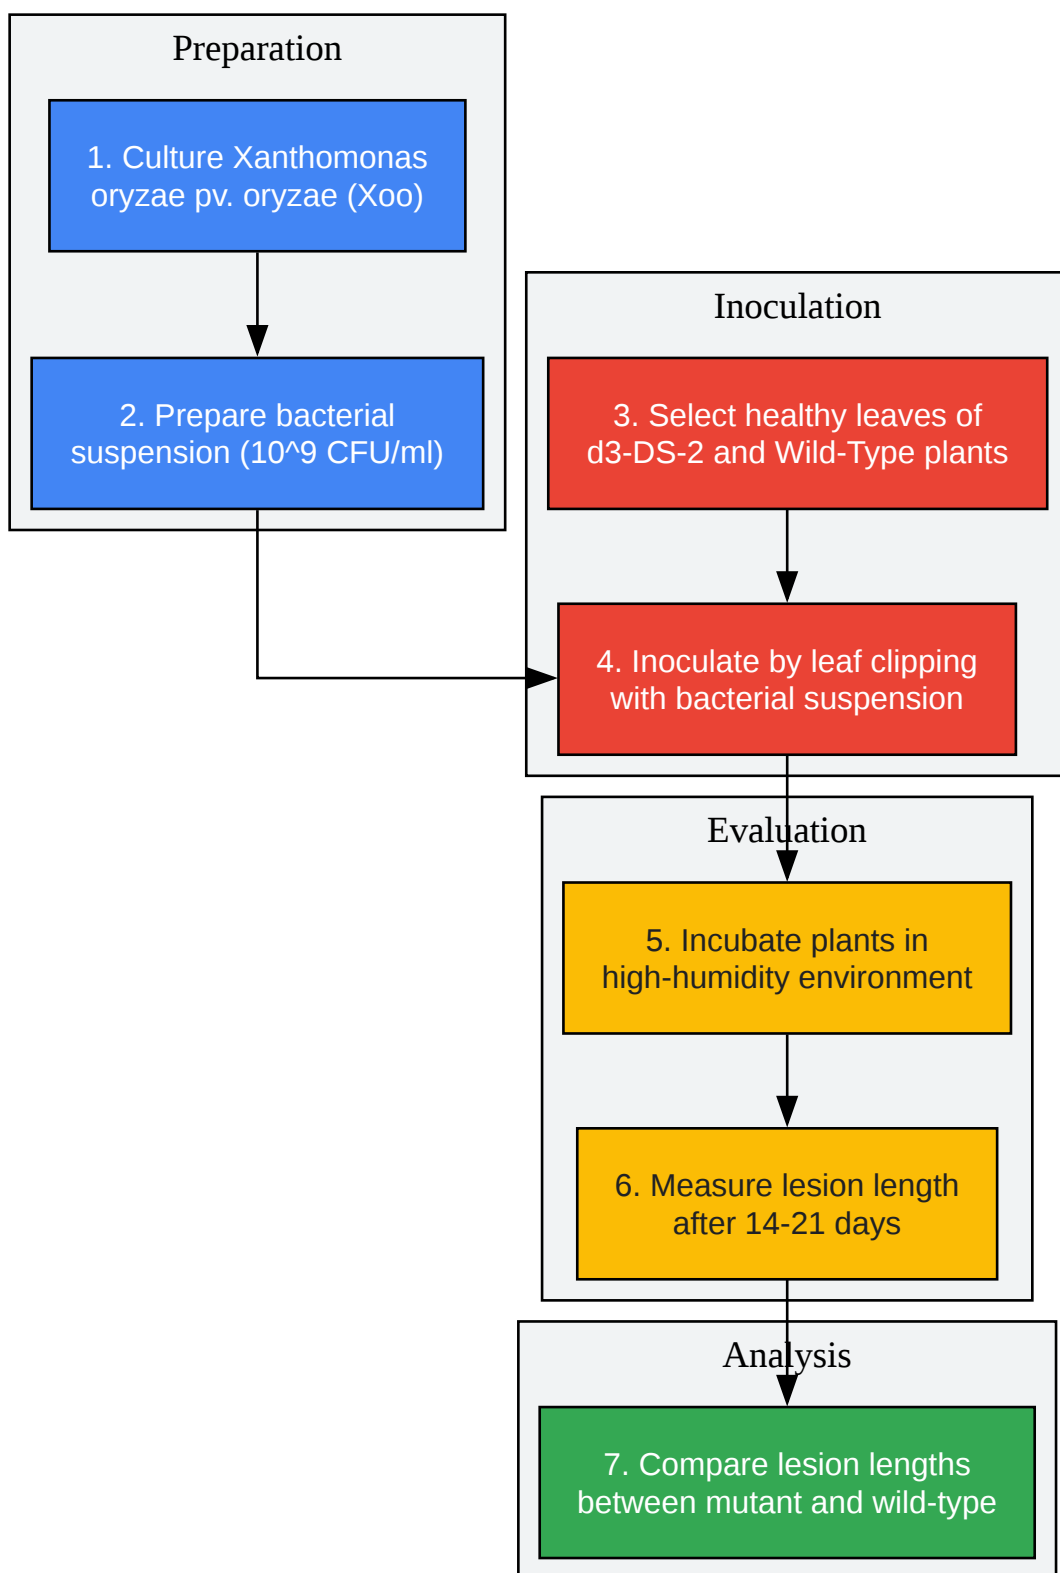 Preparation
1. Culture Xanthomonas
oryzae pv. oryzae (Xoo)
2. Prepare bacterial
suspension (10^9 CFU/ml)
Inoculation
3. Select healthy leaves of
d3-DS-2 and Wild-Type plants
4. Inoculate by leaf clipping
with bacterial suspension
Evaluation
5. Incubate plants in
high-humidity environment
6. Measure lesion length
after 14-21 days
Analysis
7. Compare lesion lengths
between mutant and wild-type